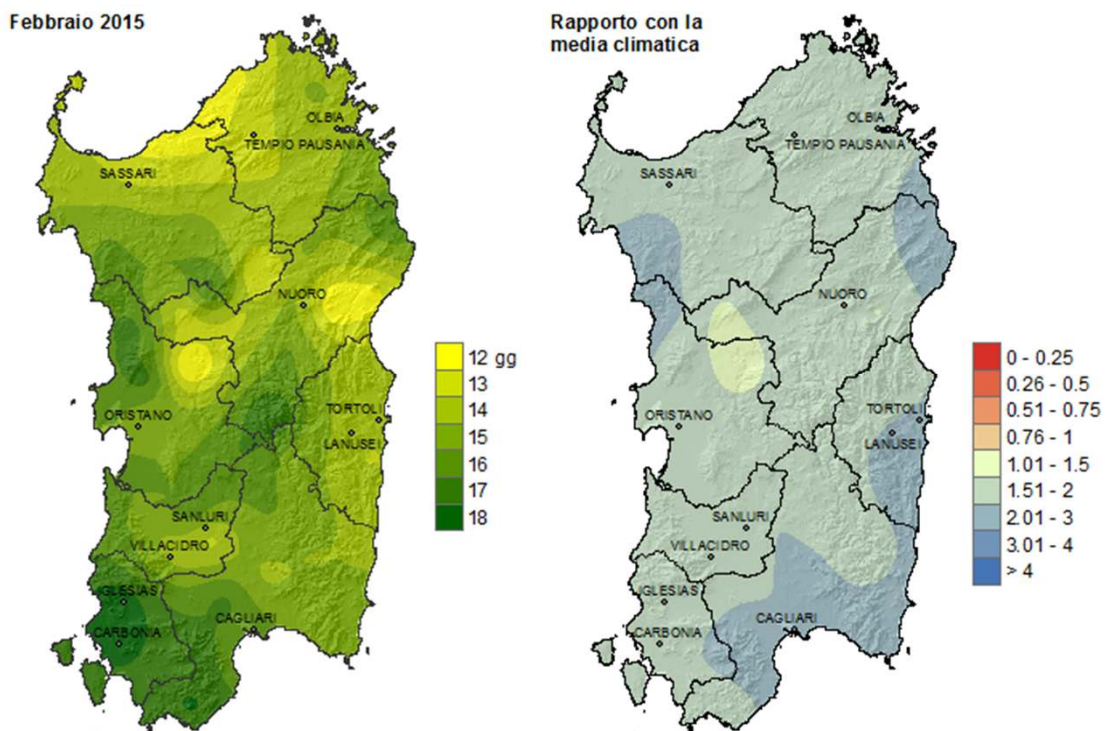 Febbraio 2015
OLBIA
TEMPIO PAUSANIA
SASSARI
NUORO
ORISTANO
TORTOLI
LANUSEI
SANLURI
VILLACIDRO
IGLESIAS
CAGLIARI
CARBONIA
12 gg
13
14
15
16
17
18
Rapporto con la
media climatica
OLBIA
TEMPIO PAUSANIA
SASSARI
NUORO
ORISTANO
TORTOLI
LANUSEI
SANLURI
VILLACIDRO
IGLESIAS
CAGLIARI
CARBONIA
0 - 0.25
0.26 - 0.5
0.51 - 0.75
0.76 - 1
1.01 - 1.5
1.51 - 2
2.01 - 3
3.01 - 4
> 4